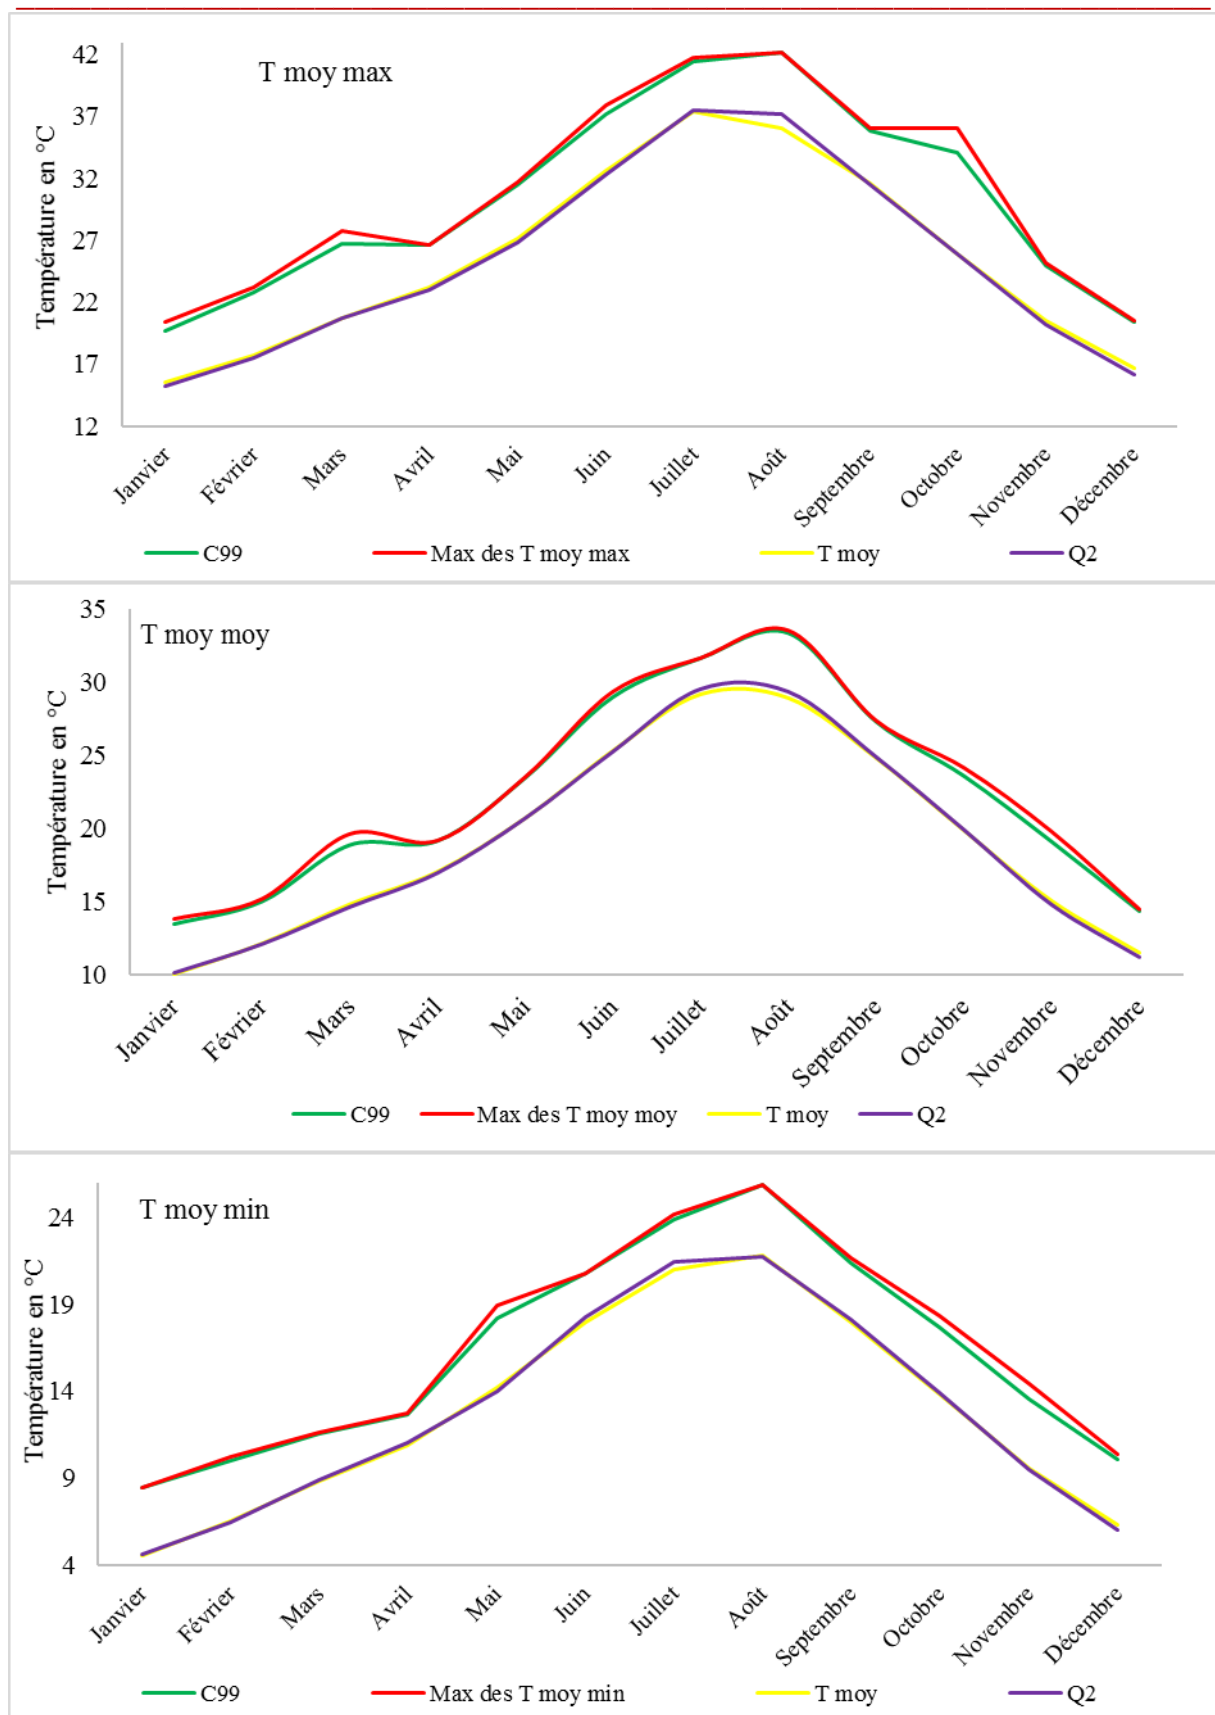 T moy max
Température en °C
42
37
32
27
22
17
12
Janvier
Février
Mars
Avril
Mai
Juin
Juillet
Août
Septembre
Octobre
Novembre
Décembre
C99
Max des T moy max
T moy
Q2
T moy moy
Température en °C
35
30
25
20
15
10
Janvier
Février
Mars
Avril
Mai
Juin
Juillet
Août
Septembre
Octobre
Novembre
Décembre
C99
Max des T moy moy
T moy
Q2
T moy min
Température en °C
24
19
14
9
4
Janvier
Février
Mars
Avril
Mai
Juin
Juillet
Août
Septembre
Octobre
Novembre
Décembre
C99
Max des T moy min
T moy
Q2